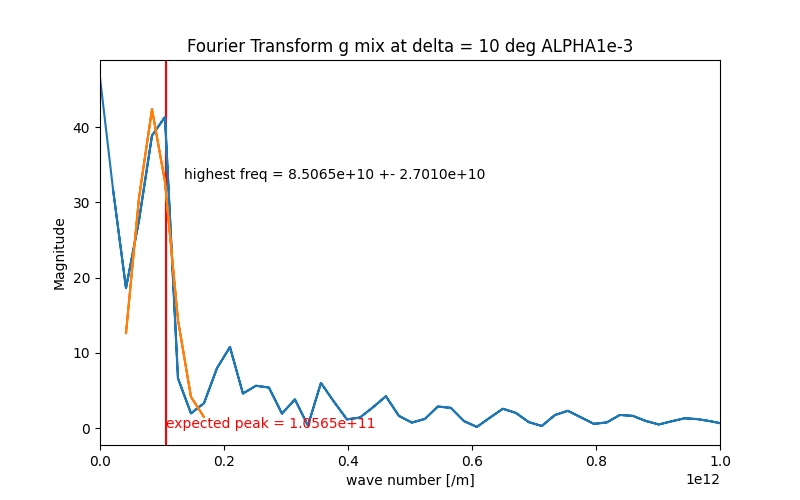 Fourier Transform g mix at delta = 10 deg ALPHA1e-3
highest freq = 8.5065e+10 +- 2.7010e+10
expected peak = 1.0565e+11
Magnitude
40
30
20
10
0
0.0 0.2 0.4 0.6 0.8 1.0
1e12
wave number [/m]